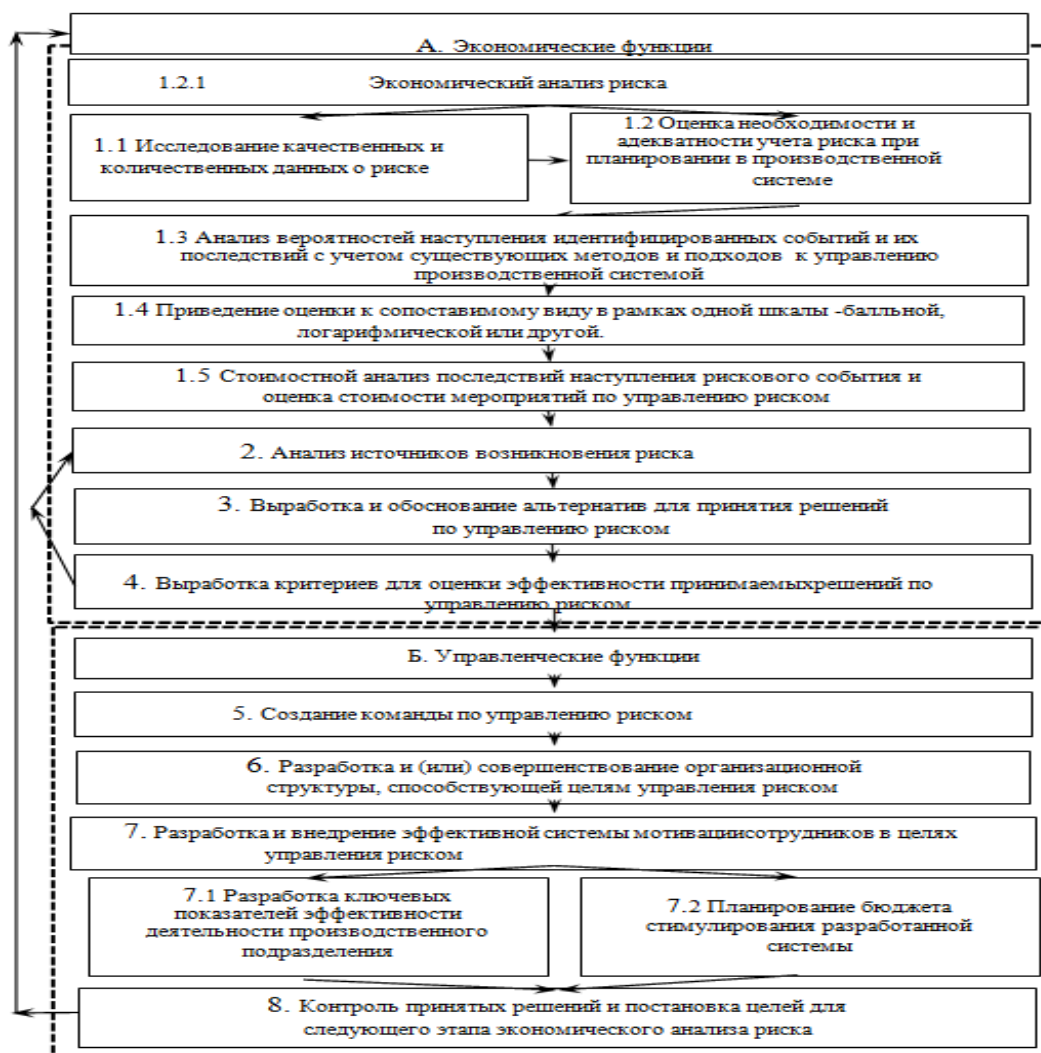 А. Экономические функции
1.2.1 Экономический анализ риска
1.1 Исследование качественных и
количественных данных о риске
1.2 Оценка необходимости и
адекватности учета риска при
планировании в производственной
системе
1.3 Анализ вероятностей наступления идентифицированных событий и их
последствий с учетом существующих методов и подходов к управлению
производственной системой
1.4 Приведение оценки к сопоставимому виду в рамках одной шкалы -балльной,
логарифмической или другой.
1.5 Стоимостной анализ последствий наступления рискового события и
оценка стоимости мероприятий по управлению риском
2. Анализ источников возникновения риска
3. Выработка и обоснование альтернатив для принятия решений
по управлению риском
4. Выработка критериев для оценки эффективности принимаемыхрешений по
управлению риском
Б. Управленческие функции
5. Создание команды по управлению риском
6. Разработка и (или) совершенствование организационной
структуры, способствующей целям управления риском
7. Разработка и внедрение эффективной системы мотивациисотрудников в целях
управления риском
7.1 Разработка ключевых
показателей эффективности
деятельности производственного
подразделения
7.2 Планирование бюджета
стимулирования разработанной
системы
8. Контроль принятых решений и постановка целей для
следующего этапа экономического анализа риска